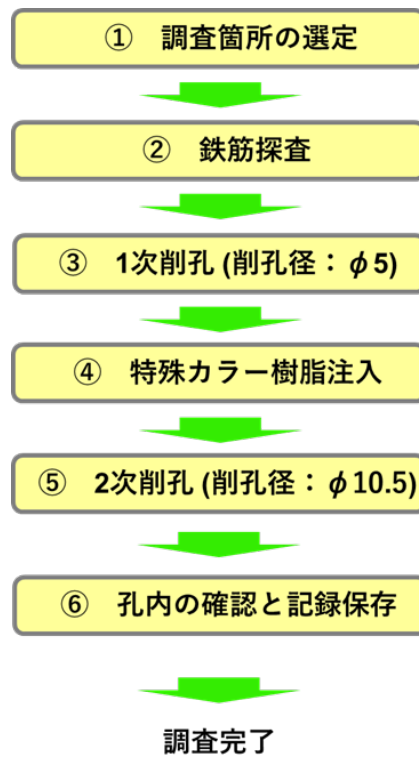 ① 調査箇所の選定
② 鉄筋探査
③ 1次削孔 (削孔径：φ5)
④ 特殊カラー樹脂注入
⑤ 2次削孔 (削孔径：φ10.5)
⑥ 孔内の確認と記録保存
調査完了